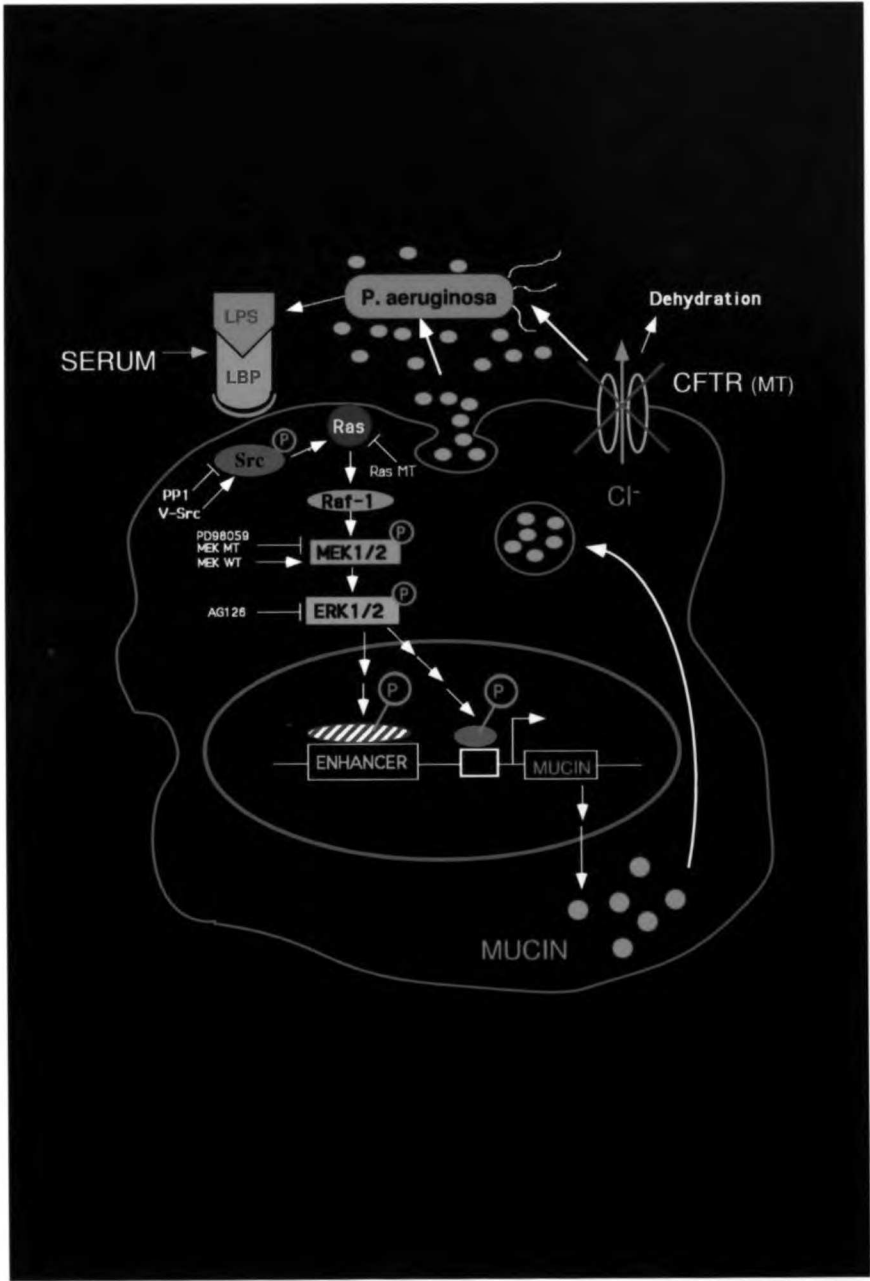 P. aeruginosa
Dehydration
LPS
SERUM
LBP
CFTR (MT)
Ras
P
Src
Ras MT
PP1
V-Src
Raf-1
Cl-
PD98059
MEK MT
MEK WT
P
MEK1/2
P
AG126
ERK1/2
P
P
ENHANCER
MUCIN
MUCIN